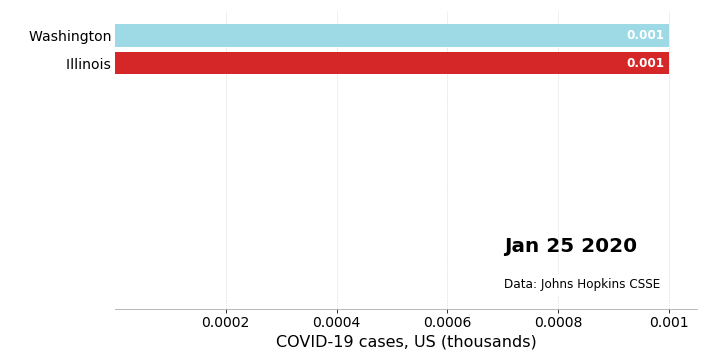 Washington 0.001
Illinois 0.001
Jan 25 2020
Data: Johns Hopkins CSSE
0.0002 0.0004 0.0006 0.0008 0.001
COVID-19 cases, US (thousands)